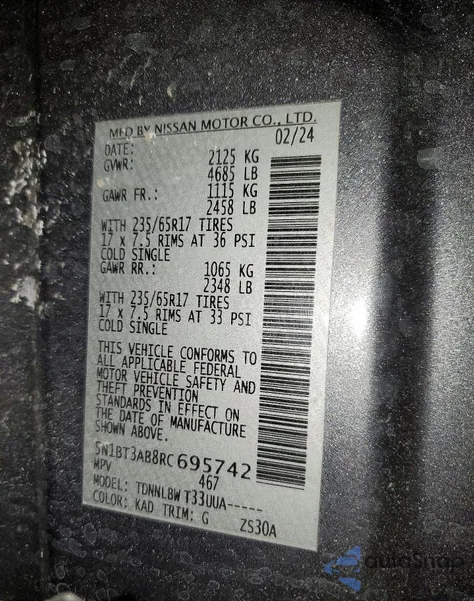 MFD BY NISSAN MOTOR CO., LTD.
DATE: 02/24
GVWR: 2125 KG
4685 LB
GAWR FR.: 1115 KG
2458 LB
WITH 235/65R17 TIRES
17 x 7.5 RIMS AT 36 PSI
COLD SINGLE
GAWR RR.: 1065 KG
2348 LB
WITH 235/65R17 TIRES
17 x 7.5 RIMS AT 33 PSI
COLD SINGLE
THIS VEHICLE CONFORMS TO
ALL APPLICABLE FEDERAL
MOTOR VEHICLE SAFETY AND
THEFT PREVENTION
STANDARDS IN EFFECT ON
THE DATE OF MANUFACTURE
SHOWN ABOVE.
5N1BT3AB8RC695742
MPV 467
MODEL: TDNNLBW T33UUA-----
COLOR: KAD TRIM: G ZS30A
autoSnap